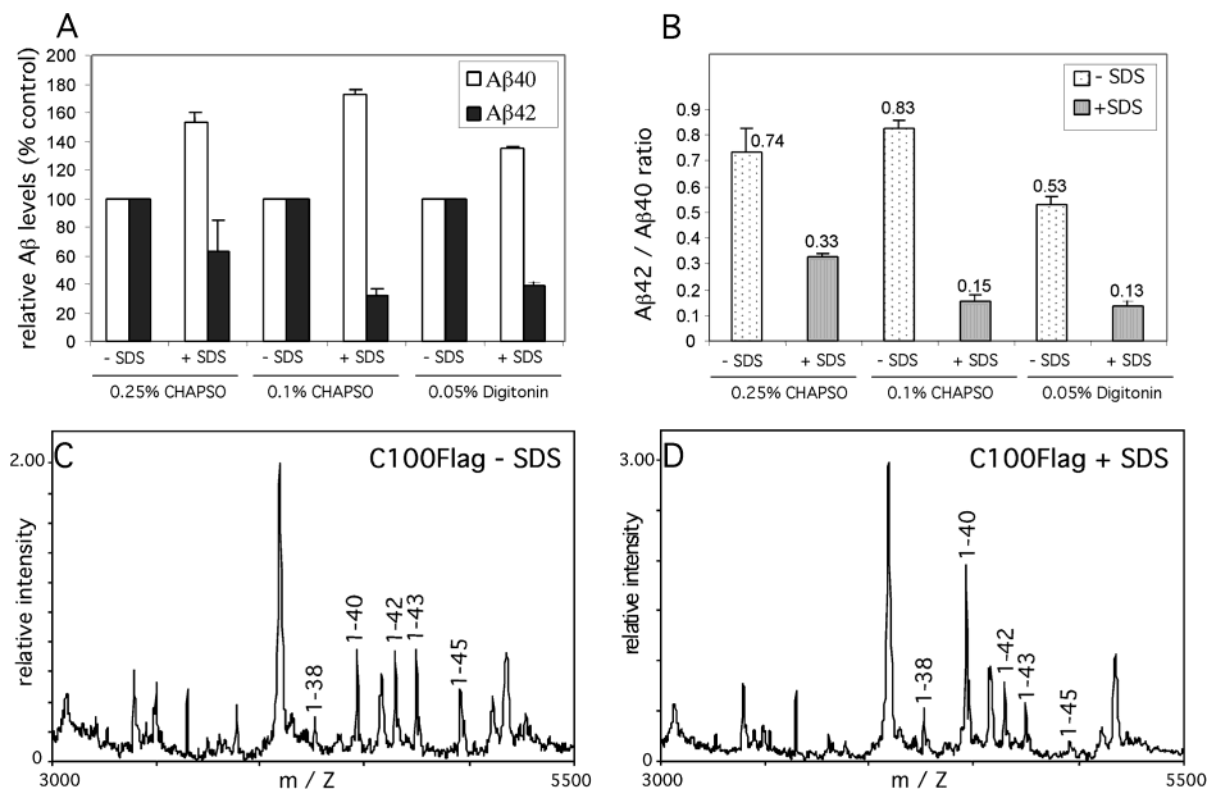 A
relative Aβ levels (% control)
200
180
160
140
120
100
80
60
40
20
0
Aβ40
Aβ42
- SDS
+ SDS
- SDS
+ SDS
- SDS
+ SDS
0.25% CHAPSO
0.1% CHAPSO
0.05% Digitonin
B
Aβ42 / Aβ40 ratio
0.9
0.8
0.7
0.6
0.5
0.4
0.3
0.2
0.1
0
- SDS
+SDS
0.74
0.33
0.83
0.15
0.53
0.13
- SDS
+ SDS
- SDS
+ SDS
- SDS
+ SDS
0.25% CHAPSO
0.1% CHAPSO
0.05% Digitonin
C
C100Flag - SDS
relative intensity
2.00
0
1-38
1-40
1-42
1-43
1-45
3000
m / Z
5500
D
C100Flag + SDS
relative intensity
3.00
0
1-38
1-40
1-42
1-43
1-45
3000
m / Z
5500